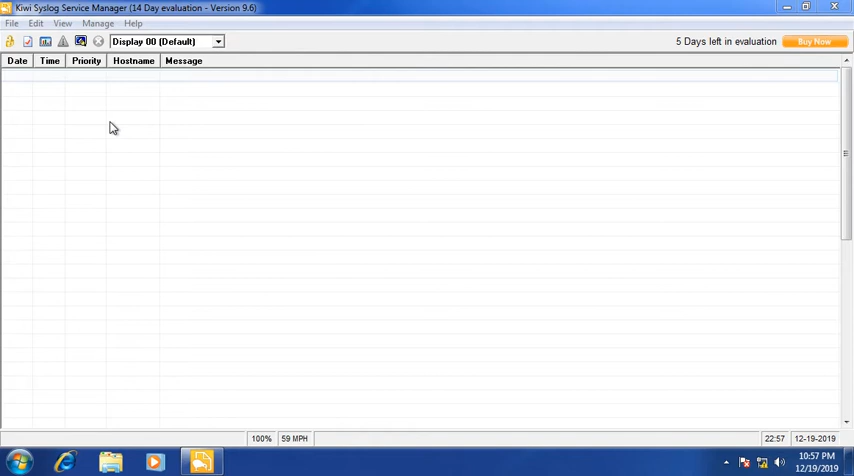 Kiwi Syslog Service Manager (14 Day evaluation - Version 9.6)
File Edit View Manage Help
Display 00 (Default) 5 Days left in evaluation Buy Now
Date Time Priority Hostname Message
100% 59 MPH 22:57 12-19-2019
10:57 PM
12/19/2019